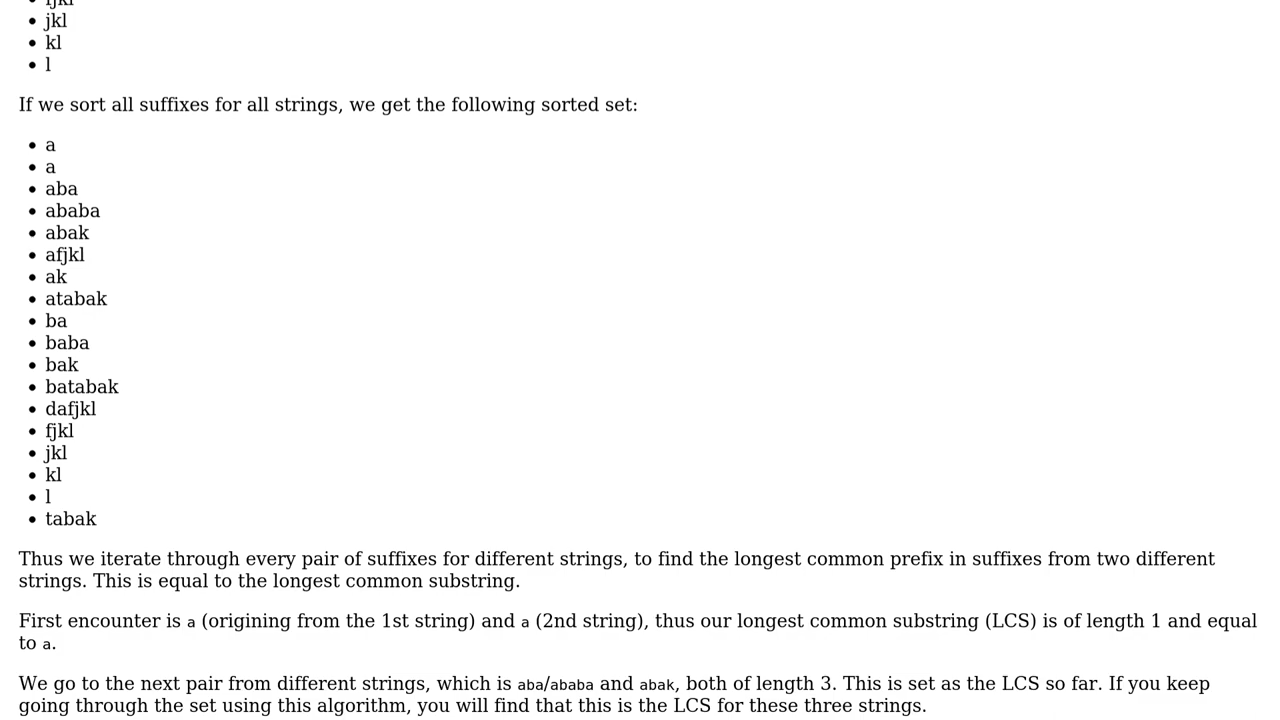 fjkl
jkl
kl
l
If we sort all suffixes for all strings, we get the following sorted set:
a
a
aba
ababa
abak
afjkl
ak
atabak
ba
baba
bak
batabak
dafjkl
fjkl
jkl
kl
l
tabak
Thus we iterate through every pair of suffixes for different strings, to find the longest common prefix in suffixes from two different
strings. This is equal to the longest common substring.
First encounter is a (origining from the 1st string) and a (2nd string), thus our longest common substring (LCS) is of length 1 and equal
to a.
We go to the next pair from different strings, which is aba/ababa and abak, both of length 3. This is set as the LCS so far. If you keep
going through the set using this algorithm, you will find that this is the LCS for these three strings.